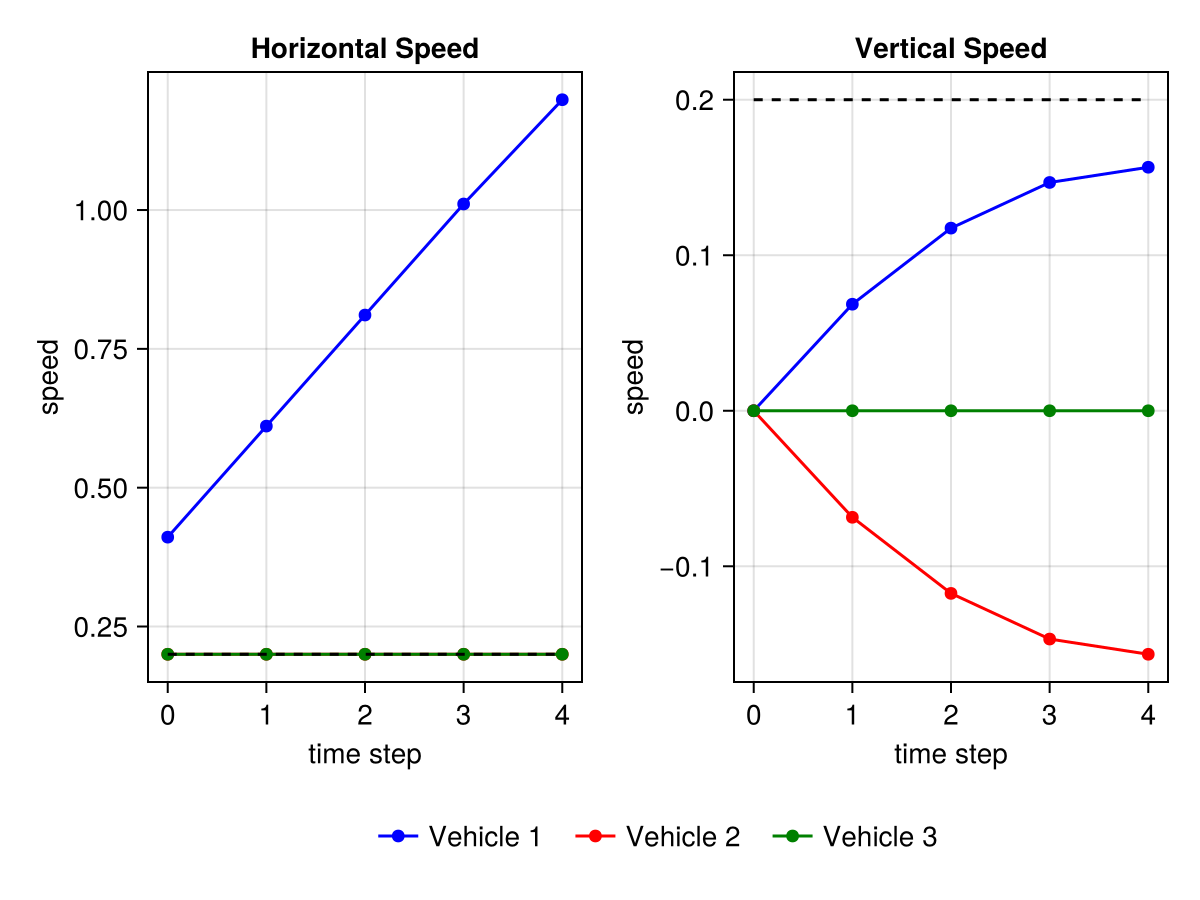 Horizontal Speed
speed
1.00
0.75
0.50
0.25
0
1
2
3
4
time step
Vertical Speed
speed
0.2
0.1
0.0
−0.1
0
1
2
3
4
time step
Vehicle 1
Vehicle 2
Vehicle 3